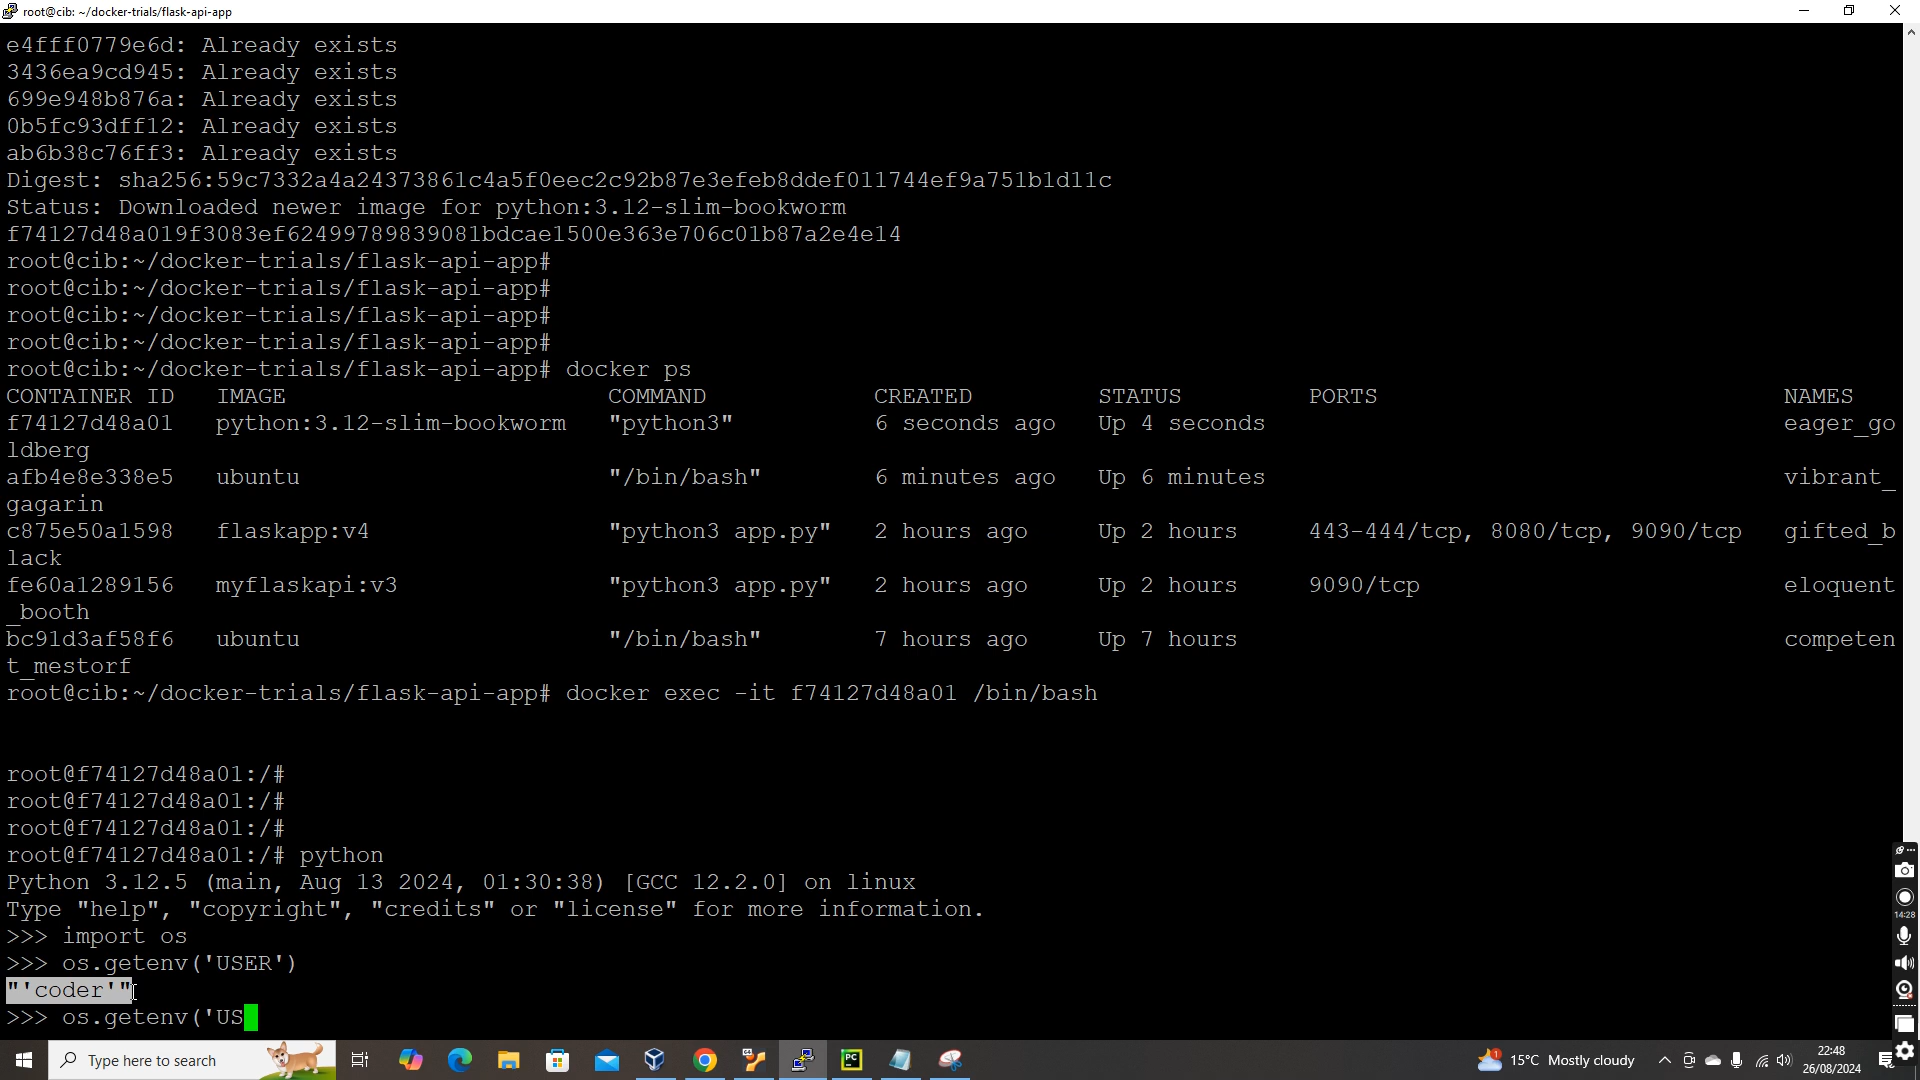 root@cib: ~/docker-trials/flask-api-app
e4fff0779e6d: Already exists
3436ea9cd945: Already exists
699e948b876a: Already exists
0b5fc93dff12: Already exists
ab6b38c76ff3: Already exists
Digest: sha256:59c7332a4a24373861c4a5f0eec2c92b87e3efeb8ddef011744ef9a751b1d11c
Status: Downloaded newer image for python:3.12-slim-bookworm
f74127d48a019f3083ef62499789839081bdcae1500e363e706c01b87a2e4e14
root@cib:~/docker-trials/flask-api-app#
root@cib:~/docker-trials/flask-api-app#
root@cib:~/docker-trials/flask-api-app#
root@cib:~/docker-trials/flask-api-app#
root@cib:~/docker-trials/flask-api-app# docker ps
CONTAINER ID IMAGE COMMAND CREATED STATUS PORTS NAMES
f74127d48a01 python:3.12-slim-bookworm "python3" 6 seconds ago Up 4 seconds eager_go
ldberg
afb4e8e338e5 ubuntu "/bin/bash" 6 minutes ago Up 6 minutes vibrant_
gagarin
c875e50a1598 flaskapp:v4 "python3 app.py" 2 hours ago Up 2 hours 443-444/tcp, 8080/tcp, 9090/tcp gifted_b
lack
fe60a1289156 myflaskapi:v3 "python3 app.py" 2 hours ago Up 2 hours 9090/tcp eloquent
_booth
bc91d3af58f6 ubuntu "/bin/bash" 7 hours ago Up 7 hours competen
t_mestorf
root@cib:~/docker-trials/flask-api-app# docker exec -it f74127d48a01 /bin/bash
root@f74127d48a01:/#
root@f74127d48a01:/#
root@f74127d48a01:/#
root@f74127d48a01:/# python
Python 3.12.5 (main, Aug 13 2024, 01:30:38) [GCC 12.2.0] on linux
Type "help", "copyright", "credits" or "license" for more information.
>>> import os
>>> os.getenv('USER')
"'coder'"
>>> os.getenv('US
14:28
Type here to search
PC
15°C Mostly cloudy
22:48
26/08/2024